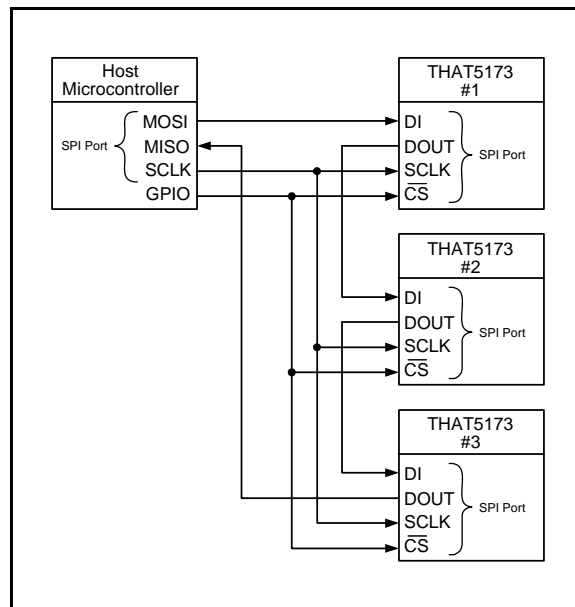 Host
Microcontroller
SPI Port
MOSI
MISO
SCLK
GPIO
THAT5173
#1
DI
DOUT
SCLK
CS
SPI Port
THAT5173
#2
DI
DOUT
SCLK
CS
SPI Port
THAT5173
#3
DI
DOUT
SCLK
CS
SPI Port